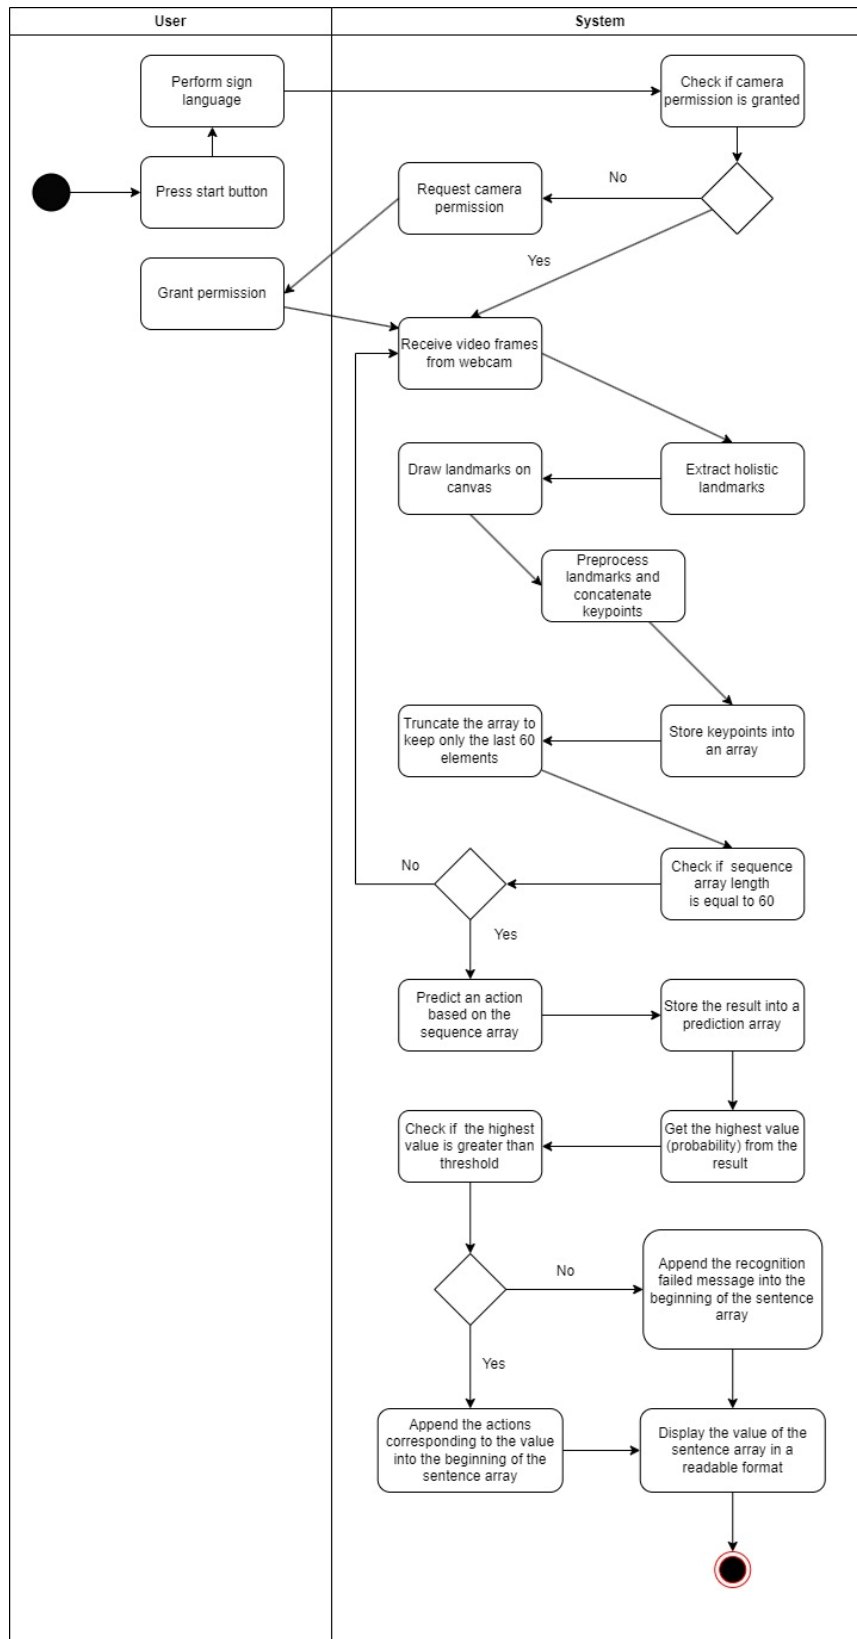 User
System
Perform sign
language
Check if camera
permission is granted
Press start button
Request camera
permission
No
Grant permission
Yes
Receive video frames
from webcam
Draw landmarks on
canvas
Extract holistic
landmarks
Preprocess
landmarks and
concatenate
keypoints
Truncate the array to
keep only the last 60
elements
Store keypoints into
an array
No
Check if  sequence
array length
is equal to 60
Yes
Predict an action
based on the
sequence array
Store the result into a
prediction array
Check if  the highest
value is greater than
threshold
Get the highest value
(probability) from the
result
No
Append the recognition
failed message into the
beginning of the sentence
array
Yes
Append the actions
corresponding to the value
into the beginning of the
sentence array
Display the value of the
sentence array in a
readable format